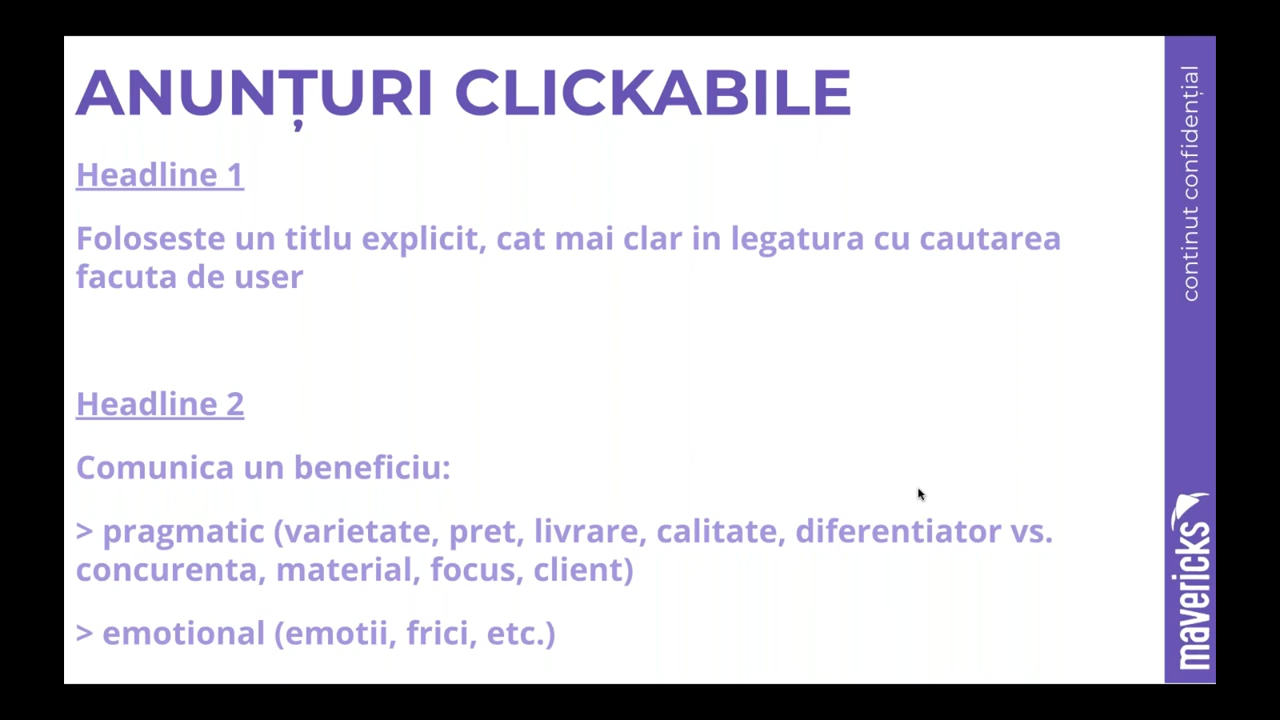 ANUNȚURI CLICKABILE
Headline 1
Foloseste un titlu explicit, cat mai clar in legatura cu cautarea
facuta de user
Headline 2
Comunica un beneficiu:
> pragmatic (varietate, pret, livrare, calitate, diferentiator vs.
concurenta, material, focus, client)
> emotional (emotii, frici, etc.)
continut confidențial
mavericks